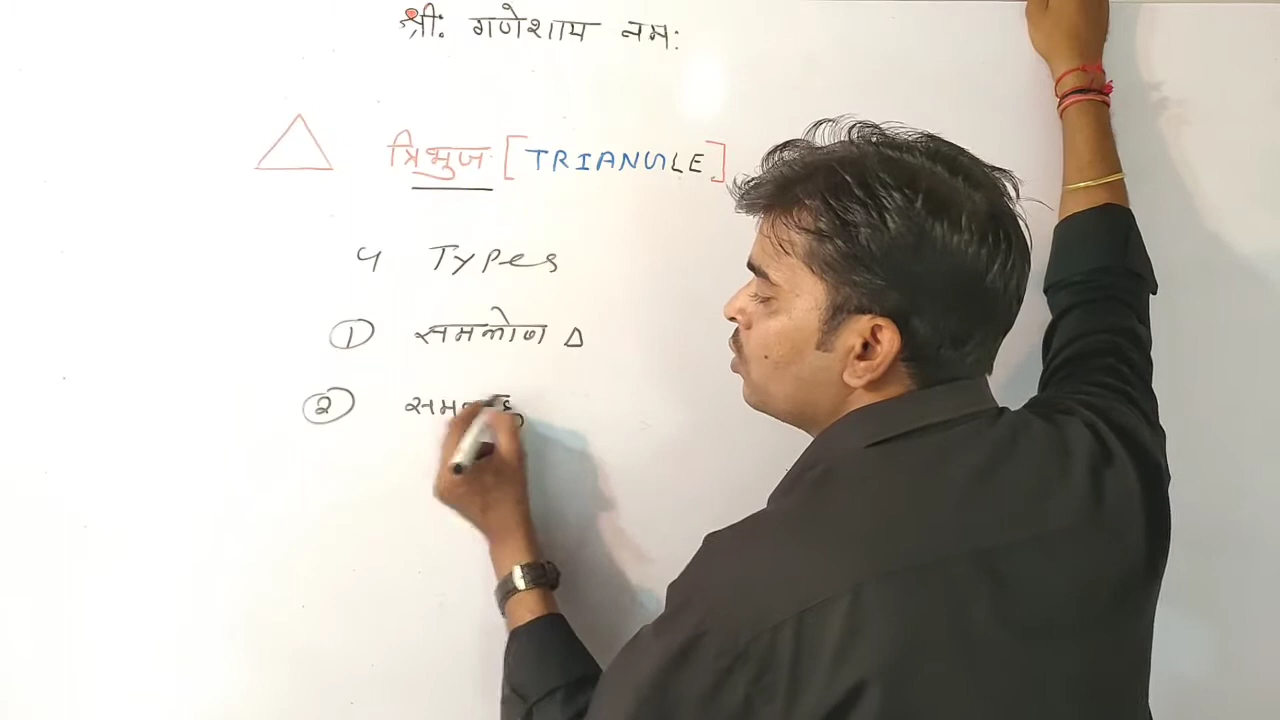 श्री: गणेशाय नम:
त्रिभुज [TRIANGLE]
4 Types
① समकोण Δ
②